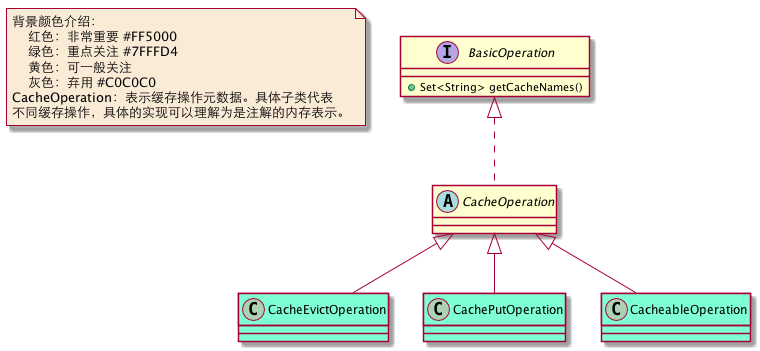 背景颜色介绍：
红色：非常重要 #FF5000
绿色：重点关注 #7FFFD4
黄色：可一般关注
灰色：弃用 #C0C0C0
CacheOperation：表示缓存操作元数据。具体子类代表
不同缓存操作，具体的实现可以理解为是注解的内存表示。
I BasicOperation
Set<String> getCacheNames()
A CacheOperation
C CacheEvictOperation
C CachePutOperation
C CacheableOperation